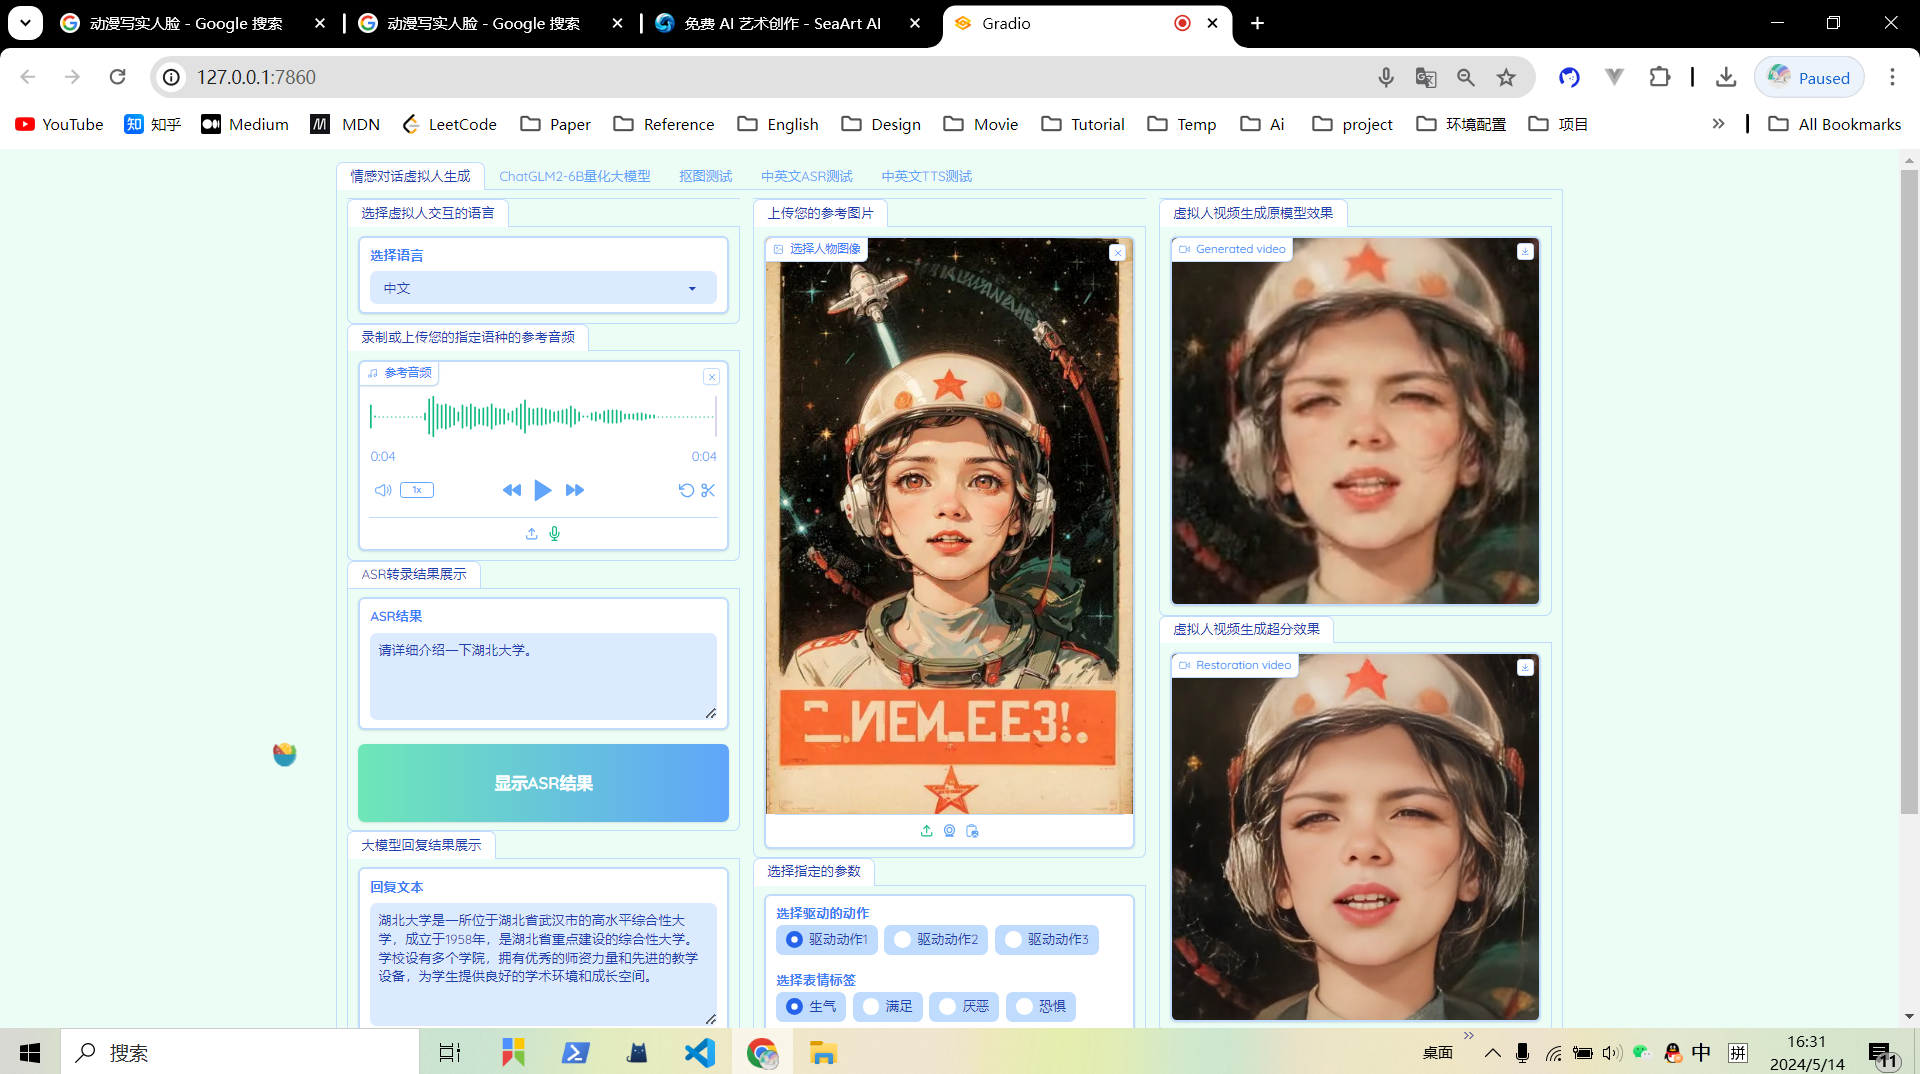 动漫写实人脸 - Google 搜索
动漫写实人脸 - Google 搜索
免费 AI 艺术创作 - SeaArt AI
Gradio
127.0.0.1:7860
Paused
YouTube
知乎
Medium
MDN
LeetCode
Paper
Reference
English
Design
Movie
Tutorial
Temp
Ai
project
环境配置
项目
All Bookmarks
情感对话虚拟人生成
ChatGLM2-6B量化大模型
抠图测试
中英文ASR测试
中英文TTS测试
选择虚拟人交互的语言
选择语言
中文
录制或上传您的指定语种的参考音频
参考音频
0:04
0:04
1x
ASR转录结果展示
ASR结果
请详细介绍一下湖北大学。
显示ASR结果
大模型回复结果展示
回复文本
湖北大学是一所位于湖北省武汉市的高水平综合性大
学，成立于1958年，是湖北省重点建设的综合性大学。
学校设有多个学院，拥有优秀的师资力量和先进的教学
设备，为学生提供良好的学术环境和成长空间。
上传您的参考图片
选择人物图像
选择指定的参数
选择驱动的动作
驱动动作1
驱动动作2
驱动动作3
选择表情标签
生气
满足
厌恶
恐惧
虚拟人视频生成原模型效果
Generated video
虚拟人视频生成超分效果
Restoration video
搜索
桌面
中
拼
16:31
2024/5/14
11